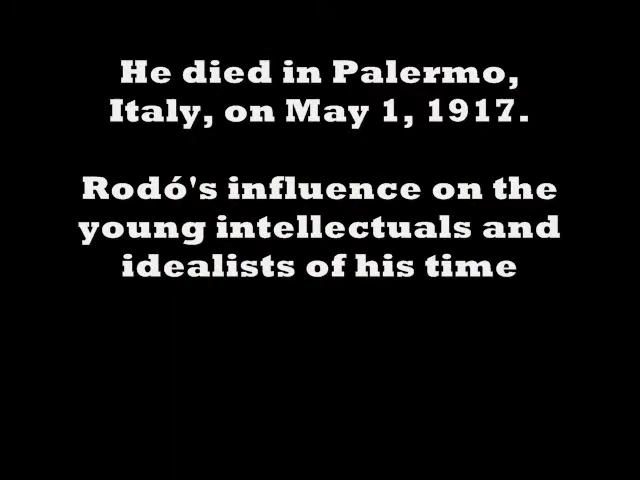 He died in Palermo,
Italy, on May 1, 1917.
Rodó's influence on the
young intellectuals and
idealists of his time